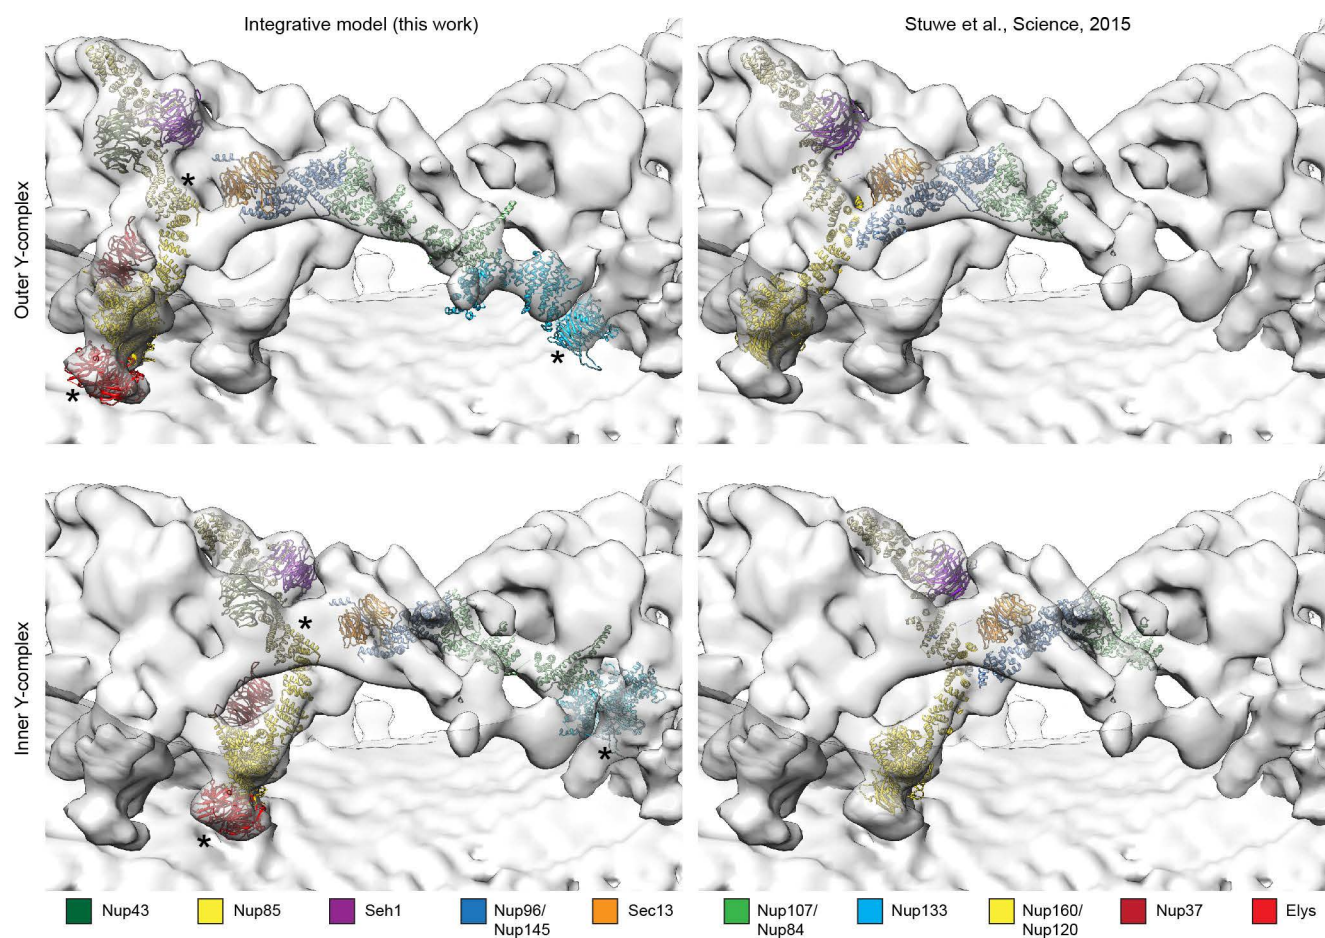 Integrative model (this work)
Stuwe et al., Science, 2015
Outer Y-complex
*
*
*
Inner Y-complex
*
*
*
Nup43
Nup85
Seh1
Nup96/
Nup145
Sec13
Nup107/
Nup84
Nup133
Nup160/
Nup120
Nup37
Elys